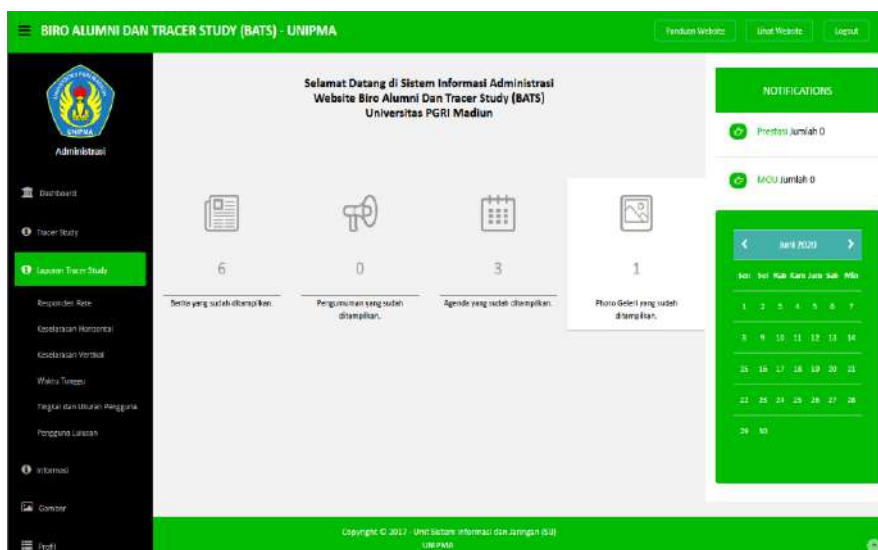 BIRO ALUMNI DAN TRACER STUDY (BATS) - UNIPMA
Panduan Website
Lihat Website
Logout
UNIPMA
Administrasi
Dashboard
Tracer Study
Laporan Tracer Study
Responden Rate
Keselarasan Horizontal
Keselarasan Vertikal
Waktu Tunggu
Tingkat dan Ukuran Pengguna
Pengguna Lulusan
Informasi
Gambar
Profil
Selamat Datang di Sistem Informasi Administrasi
Website Biro Alumni Dan Tracer Study (BATS)
Universitas PGRI Madiun
6
Berita yang sudah ditampilkan.
0
Pengumuman yang sudah
ditampilkan.
3
Agenda yang sudah ditampilkan.
1
Photo Galeri yang sudah
ditampilkan.
NOTIFICATIONS
Prestasi Jumlah 0
MOU Jumlah 0
Juni 2020
Sen Sel Rab Kam Jum Sab Min
1 2 3 4 5 6 7
8 9 10 11 12 13 14
15 16 17 18 19 20 21
22 23 24 25 26 27 28
29 30
Copyright © 2017 - Unit Sistem Informasi dan Jaringan (SIJ)
UNIPMA